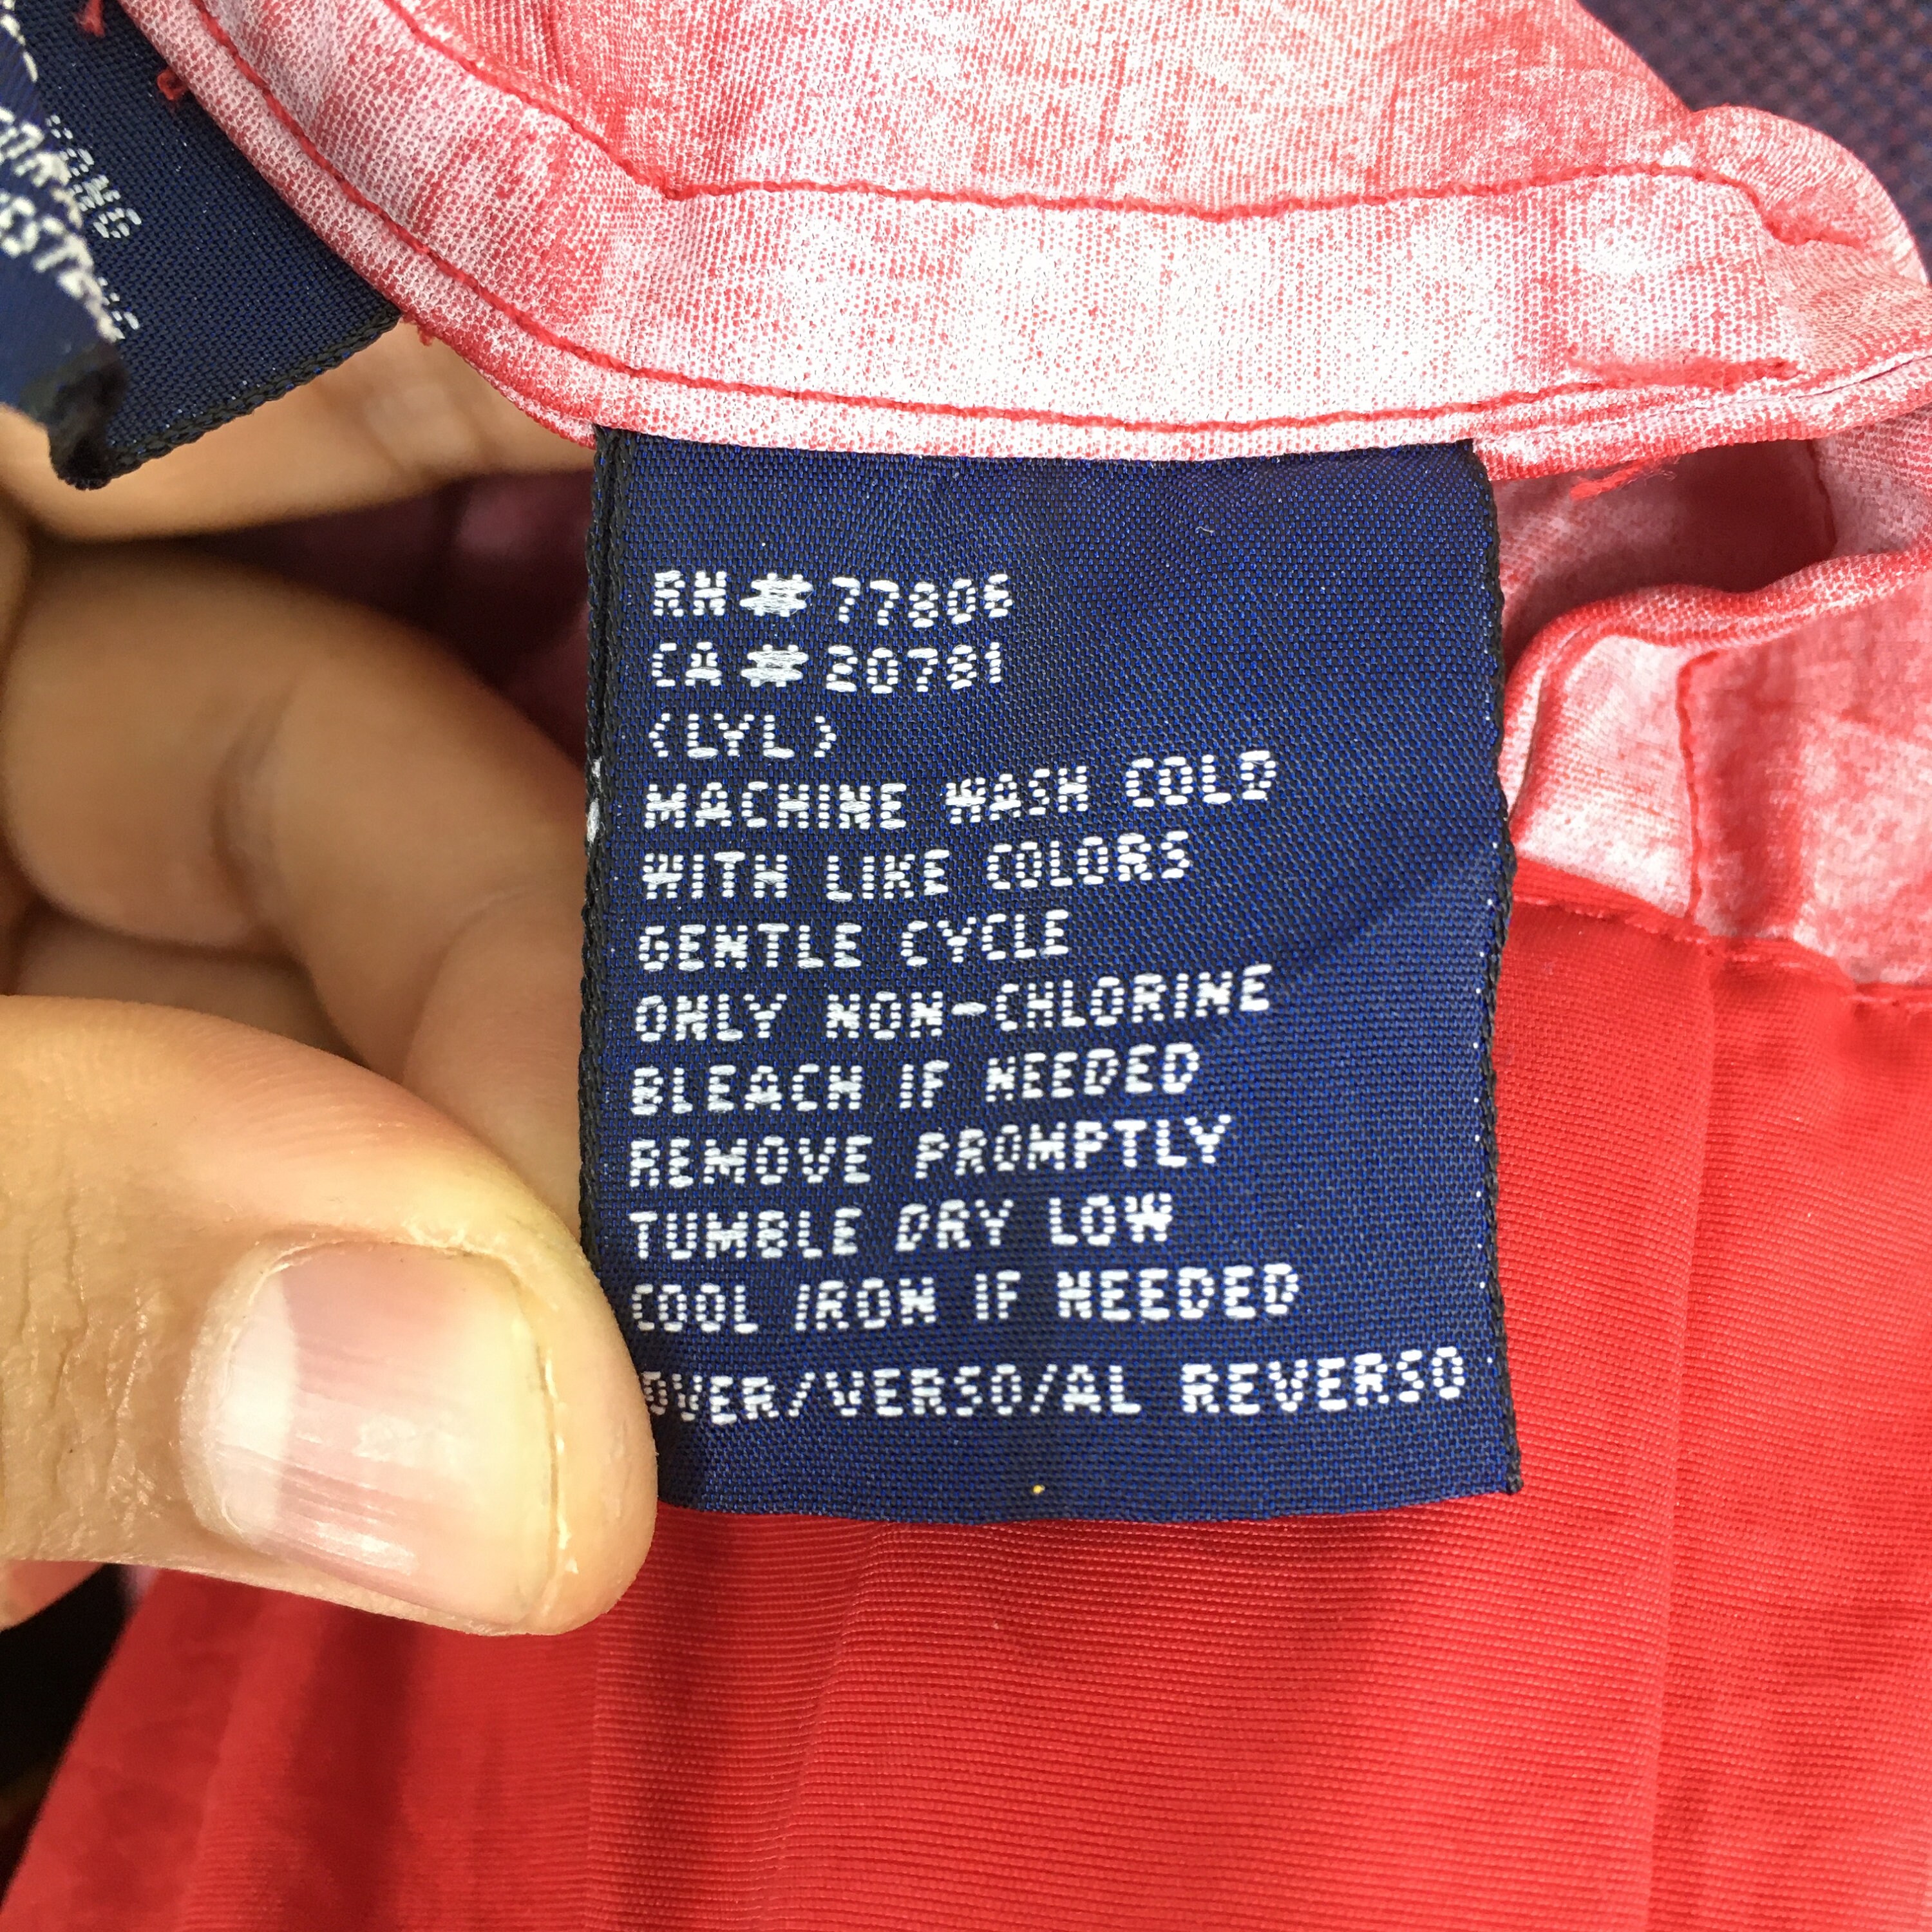 RN # 77806
CA # 20781
(LYL)
MACHINE WASH COLD
WITH LIKE COLORS
GENTLE CYCLE
ONLY NON-CHLORINE
BLEACH IF NEEDED
REMOVE PROMPTLY
TUMBLE DRY LOW
COOL IRON IF NEEDED
OVER/VERSO/AL REVERSO